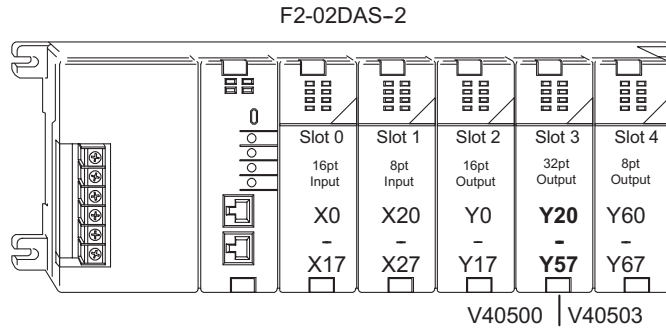 F2-02DAS-2
Slot 0 Slot 1 Slot 2 Slot 3 Slot 4
16pt 8pt 16pt 32pt 8pt
Input Input Output Output Output
X0 X20 Y0 Y20 Y60
- - - - -
X17 X27 Y17 Y57 Y67
V40500 V40503